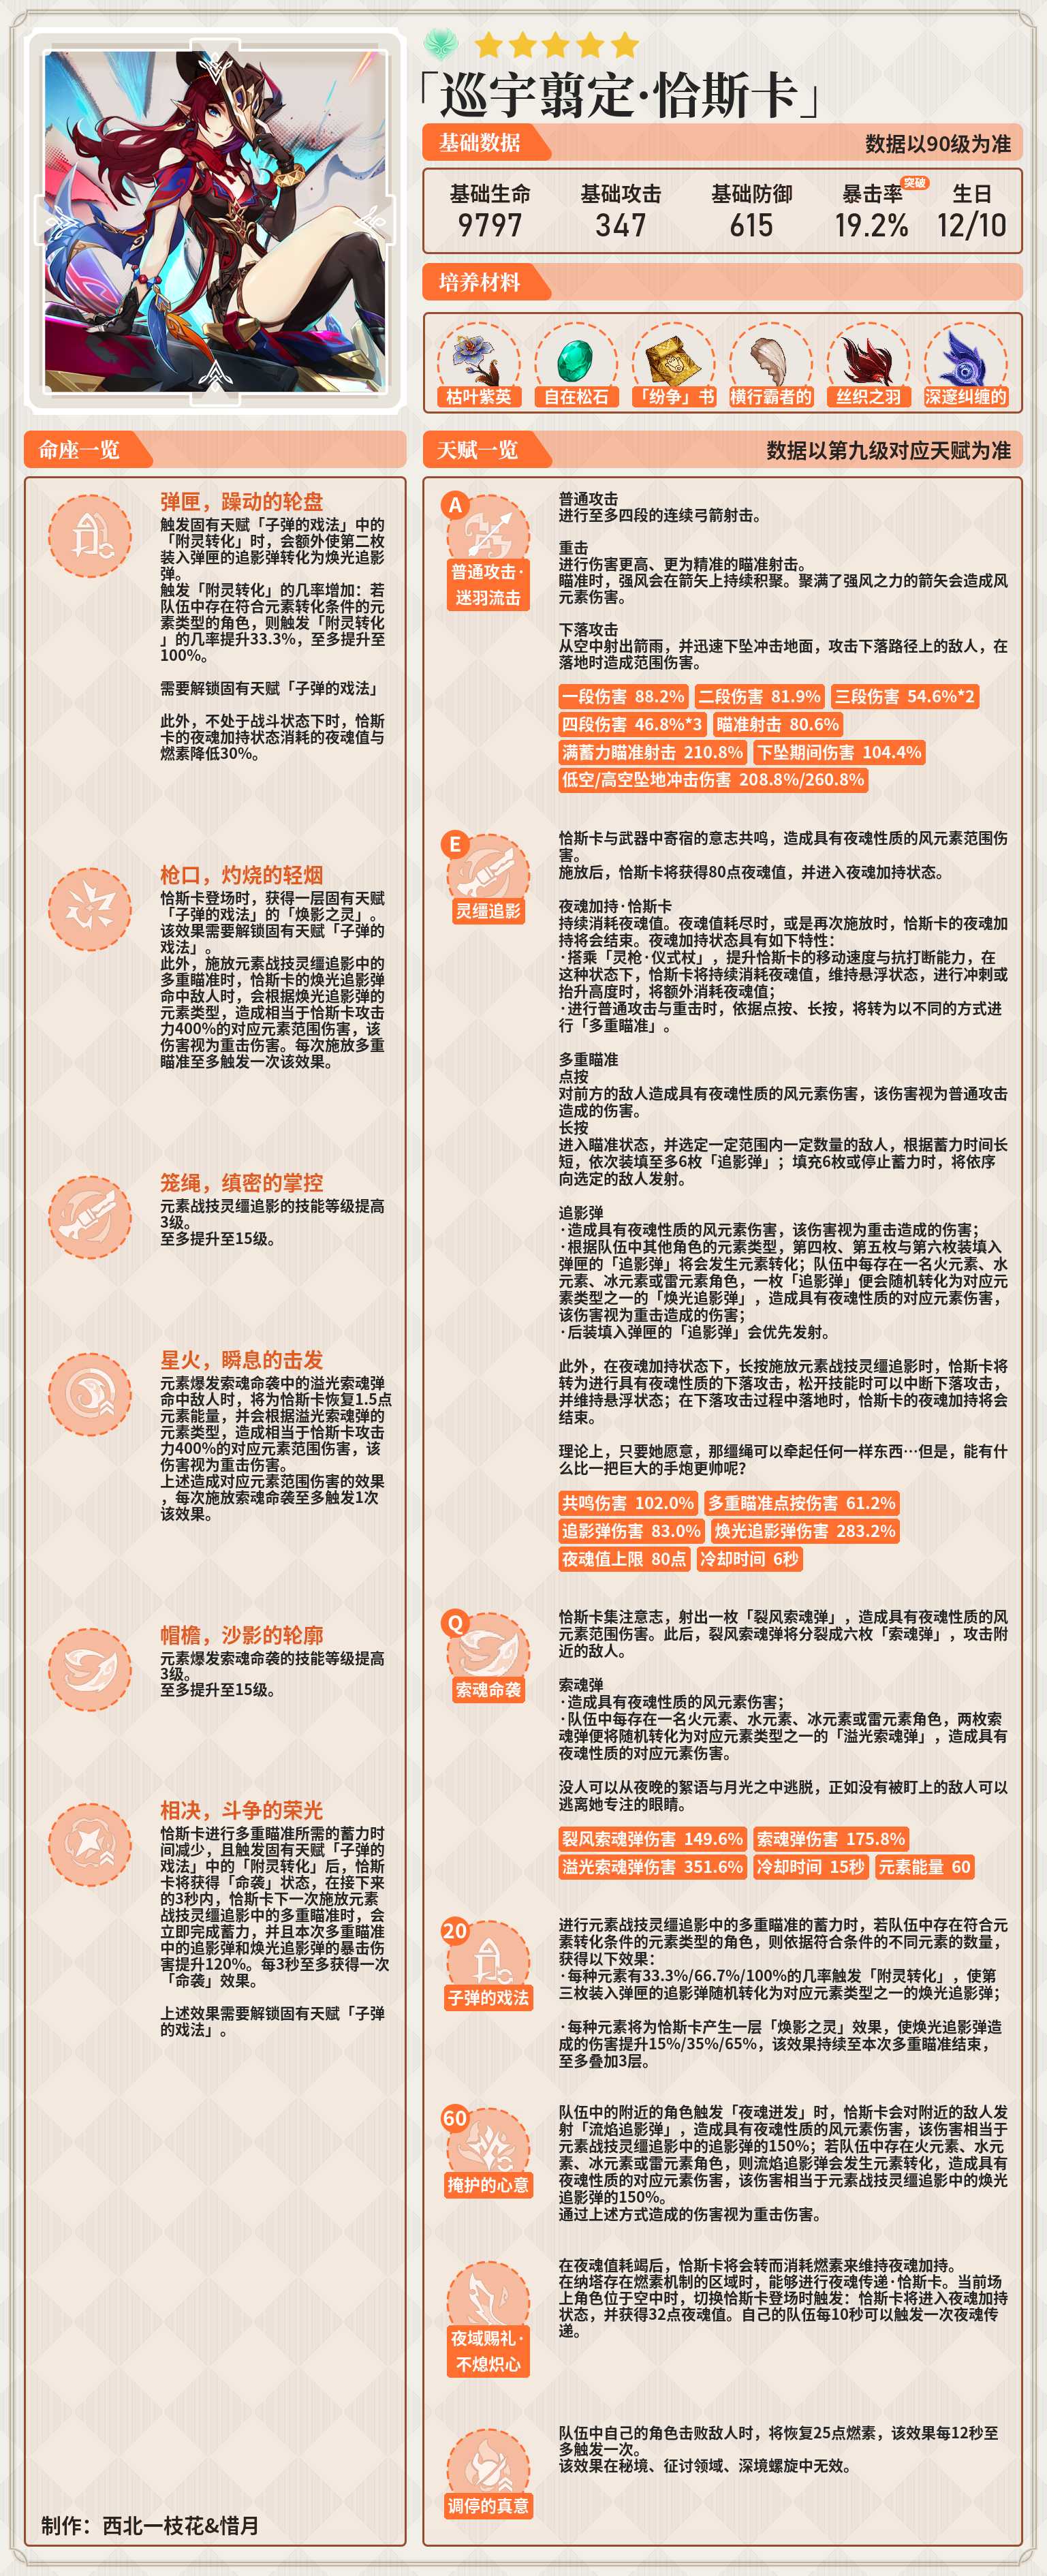 「巡宇翦定·恰斯卡」
基础数据
数据以90级为准
基础生命
基础攻击
基础防御
暴击率
突破
生日
9797
347
615
19.2%
12/10
培养材料
枯叶紫英
自在松石
「纷争」书
横行霸者的
丝织之羽
深邃纠缠的
命座一览
弹匣，躁动的轮盘
触发固有天赋「子弹的戏法」中的
「附灵转化」时，会额外使第二枚
装入弹匣的追影弹转化为焕光追影
弹。
触发「附灵转化」的几率增加：若
队伍中存在符合元素转化条件的元
素类型的角色，则触发「附灵转化
」的几率提升33.3%，至多提升至
100%。
需要解锁固有天赋「子弹的戏法」
此外，不处于战斗状态下时，恰斯
卡的夜魂加持状态消耗的夜魂值与
燃素降低30%。
枪口，灼烧的轻烟
恰斯卡登场时，获得一层固有天赋
「子弹的戏法」的「焕影之灵」。
该效果需要解锁固有天赋「子弹的
戏法」。
此外，施放元素战技灵缰追影中的
多重瞄准时，恰斯卡的焕光追影弹
命中敌人时，会根据焕光追影弹的
元素类型，造成相当于恰斯卡攻击
力400%的对应元素范围伤害，该
伤害视为重击伤害。每次施放多重
瞄准至多触发一次该效果。
笼绳，缜密的掌控
元素战技灵缰追影的技能等级提高
3级。
至多提升至15级。
星火，瞬息的击发
元素爆发索魂命袭中的溢光索魂弹
命中敌人时，将为恰斯卡恢复1.5点
元素能量，并会根据溢光索魂弹的
元素类型，造成相当于恰斯卡攻击
力400%的对应元素范围伤害，该
伤害视为重击伤害。
上述造成对应元素范围伤害的效果
，每次施放索魂命袭至多触发1次
该效果。
帽檐，沙影的轮廓
元素爆发索魂命袭的技能等级提高
3级。
至多提升至15级。
相决，斗争的荣光
恰斯卡进行多重瞄准所需的蓄力时
间减少，且触发固有天赋「子弹的
戏法」中的「附灵转化」后，恰斯
卡将获得「命袭」状态，在接下来
的3秒内，恰斯卡下一次施放元素
战技灵缰追影中的多重瞄准时，会
立即完成蓄力，并且本次多重瞄准
中的追影弹和焕光追影弹的暴击伤
害提升120%。每3秒至多获得一次
「命袭」效果。
上述效果需要解锁固有天赋「子弹
的戏法」。
制作：西北一枝花&惜月
天赋一览
数据以第九级对应天赋为准
A
普通攻击·
迷羽流击
普通攻击
进行至多四段的连续弓箭射击。
重击
进行伤害更高、更为精准的瞄准射击。
瞄准时，强风会在箭矢上持续积聚。聚满了强风之力的箭矢会造成风
元素伤害。
下落攻击
从空中射出箭雨，并迅速下坠冲击地面，攻击下落路径上的敌人，在
落地时造成范围伤害。
一段伤害 88.2%
二段伤害 81.9%
三段伤害 54.6%*2
四段伤害 46.8%*3
瞄准射击 80.6%
满蓄力瞄准射击 210.8%
下坠期间伤害 104.4%
低空/高空坠地冲击伤害 208.8%/260.8%
E
灵缰追影
恰斯卡与武器中寄宿的意志共鸣，造成具有夜魂性质的风元素范围伤
害。
施放后，恰斯卡将获得80点夜魂值，并进入夜魂加持状态。
夜魂加持·恰斯卡
持续消耗夜魂值。夜魂值耗尽时，或是再次施放时，恰斯卡的夜魂加
持将会结束。夜魂加持状态具有如下特性：
·搭乘「灵枪·仪式杖」，提升恰斯卡的移动速度与抗打断能力，在
这种状态下，恰斯卡将持续消耗夜魂值，维持悬浮状态，进行冲刺或
抬升高度时，将额外消耗夜魂值；
·进行普通攻击与重击时，依据点按、长按，将转为以不同的方式进
行「多重瞄准」。
多重瞄准
点按
对前方的敌人造成具有夜魂性质的风元素伤害，该伤害视为普通攻击
造成的伤害。
长按
进入瞄准状态，并选定一定范围内一定数量的敌人，根据蓄力时间长
短，依次装填至多6枚「追影弹」；填充6枚或停止蓄力时，将依序
向选定的敌人发射。
追影弹
·造成具有夜魂性质的风元素伤害，该伤害视为重击造成的伤害；
·根据队伍中其他角色的元素类型，第四枚、第五枚与第六枚装填入
弹匣的「追影弹」将会发生元素转化；队伍中每存在一名火元素、水
元素、冰元素或雷元素角色，一枚「追影弹」便会随机转化为对应元
素类型之一的「焕光追影弹」，造成具有夜魂性质的对应元素伤害，
该伤害视为重击造成的伤害；
·后装填入弹匣的「追影弹」会优先发射。
此外，在夜魂加持状态下，长按施放元素战技灵缰追影时，恰斯卡将
转为进行具有夜魂性质的下落攻击，松开技能时可以中断下落攻击，
并维持悬浮状态；在下落攻击过程中落地时，恰斯卡的夜魂加持将会
结束。
理论上，只要她愿意，那缰绳可以牵起任何一样东西…但是，能有什
么比一把巨大的手炮更帅呢？
共鸣伤害 102.0%
多重瞄准点按伤害 61.2%
追影弹伤害 83.0%
焕光追影弹伤害 283.2%
夜魂值上限 80点
冷却时间 6秒
Q
索魂命袭
恰斯卡集注意志，射出一枚「裂风索魂弹」，造成具有夜魂性质的风
元素范围伤害。此后，裂风索魂弹将分裂成六枚「索魂弹」，攻击附
近的敌人。
索魂弹
·造成具有夜魂性质的风元素伤害；
·队伍中每存在一名火元素、水元素、冰元素或雷元素角色，两枚索
魂弹便将随机转化为对应元素类型之一的「溢光索魂弹」，造成具有
夜魂性质的对应元素伤害。
没人可以从夜晚的絮语与月光之中逃脱，正如没有被盯上的敌人可以
逃离她专注的眼睛。
裂风索魂弹伤害 149.6%
索魂弹伤害 175.8%
溢光索魂弹伤害 351.6%
冷却时间 15秒
元素能量 60
20
子弹的戏法
进行元素战技灵缰追影中的多重瞄准的蓄力时，若队伍中存在符合元
素转化条件的元素类型的角色，则依据符合条件的不同元素的数量，
获得以下效果：
·每种元素有33.3%/66.7%/100%的几率触发「附灵转化」，使第
三枚装入弹匣的追影弹随机转化为对应元素类型之一的焕光追影弹；
·每种元素将为恰斯卡产生一层「焕影之灵」效果，使焕光追影弹造
成的伤害提升15%/35%/65%，该效果持续至本次多重瞄准结束，
至多叠加3层。
60
掩护的心意
队伍中的附近的角色触发「夜魂迸发」时，恰斯卡会对附近的敌人发
射「流焰追影弹」，造成具有夜魂性质的风元素伤害，该伤害相当于
元素战技灵缰追影中的追影弹的150%；若队伍中存在火元素、水元
素、冰元素或雷元素角色，则流焰追影弹会发生元素转化，造成具有
夜魂性质的对应元素伤害，该伤害相当于元素战技灵缰追影中的焕光
追影弹的150%。
通过上述方式造成的伤害视为重击伤害。
夜域赐礼·
不熄炽心
在夜魂值耗竭后，恰斯卡将会转而消耗燃素来维持夜魂加持。
在纳塔存在燃素机制的区域时，能够进行夜魂传递·恰斯卡。当前场
上角色位于空中时，切换恰斯卡登场时触发：恰斯卡将进入夜魂加持
状态，并获得32点夜魂值。自己的队伍每10秒可以触发一次夜魂传
递。
调停的真意
队伍中自己的角色击败敌人时，将恢复25点燃素，该效果每12秒至
多触发一次。
该效果在秘境、征讨领域、深境螺旋中无效。